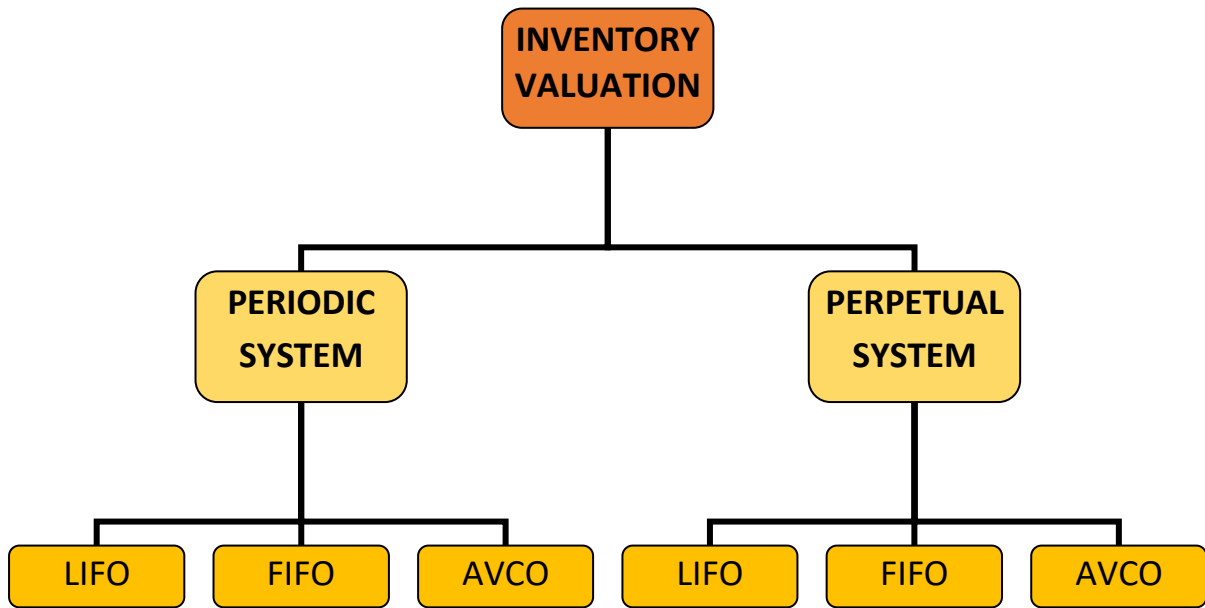 INVENTORY
VALUATION
PERIODIC
SYSTEM
PERPETUAL
SYSTEM
LIFO
FIFO
AVCO
LIFO
FIFO
AVCO